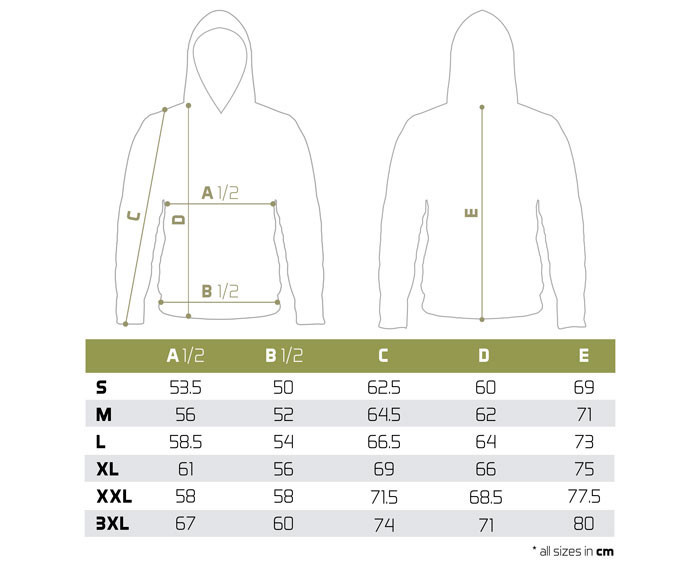 A 1/2
C
D
E
B 1/2
A 1/2 B 1/2 C D E
S 53.5 50 62.5 60 69
M 56 52 64.5 62 71
L 58.5 54 66.5 64 73
XL 61 56 69 66 75
XXL 58 58 71.5 68.5 77.5
3XL 67 60 74 71 80
* all sizes in cm